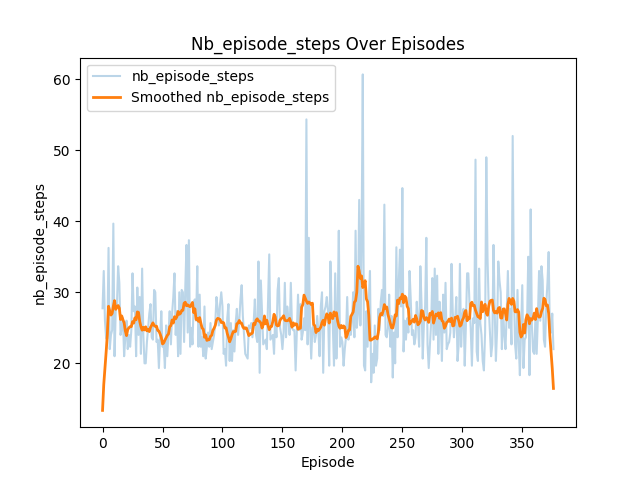 Nb_episode_steps Over Episodes
nb_episode_steps
Smoothed nb_episode_steps
60
50
40
30
20
nb_episode_steps
0 50 100 150 200 250 300 350
Episode